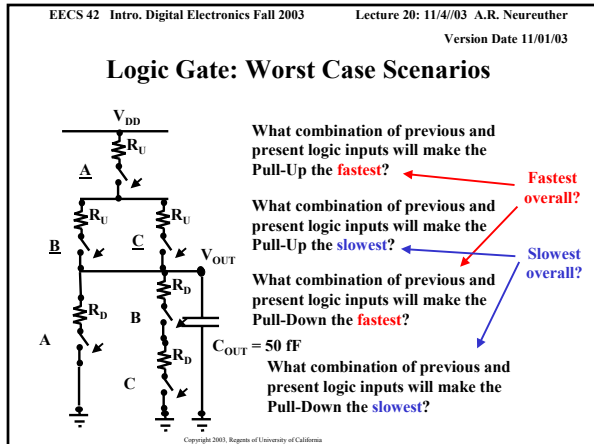 EECS 42 Intro. Digital Electronics Fall 2003 Lecture 20: 11/4//03 A.R. Neureuther
Version Date 11/01/03
Logic Gate: Worst Case Scenarios
VDD
RU
A
RU
RU
B
C
VOUT
RD
RD
A
B
RD
COUT = 50 fF
C
What combination of previous and
present logic inputs will make the
Pull-Up the fastest?
What combination of previous and
present logic inputs will make the
Pull-Up the slowest?
What combination of previous and
present logic inputs will make the
Pull-Down the fastest?
What combination of previous and
present logic inputs will make the
Pull-Down the slowest?
Fastest
overall?
Slowest
overall?
Copyright 2003, Regents of University of California